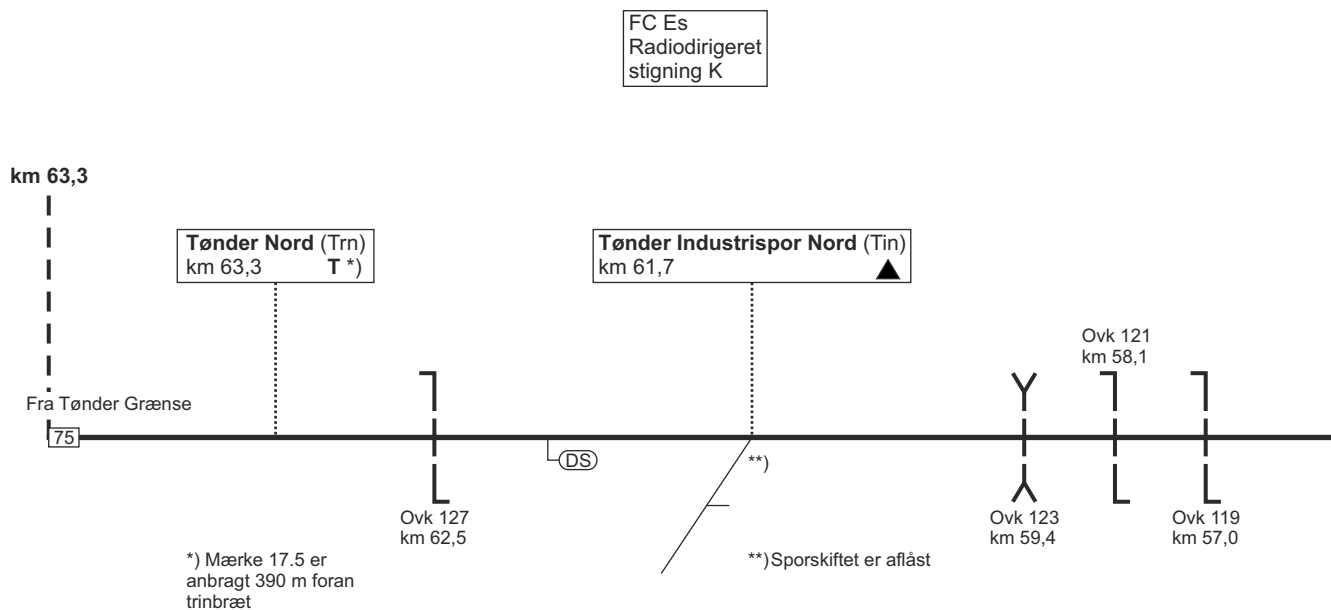 FC Es
Radiodirigeret
stigning K
km 63,3
Tønder Nord (Trn)
km 63,3 T *)
Tønder Industrispor Nord (Tin)
km 61,7
Ovk 121
km 58,1
Fra Tønder Grænse
75
DS
**)
Ovk 127
km 62,5
Ovk 123
km 59,4
Ovk 119
km 57,0
*) Mærke 17.5 er
anbragt 390 m foran
trinbræt
**) Sporskiftet er aflåst